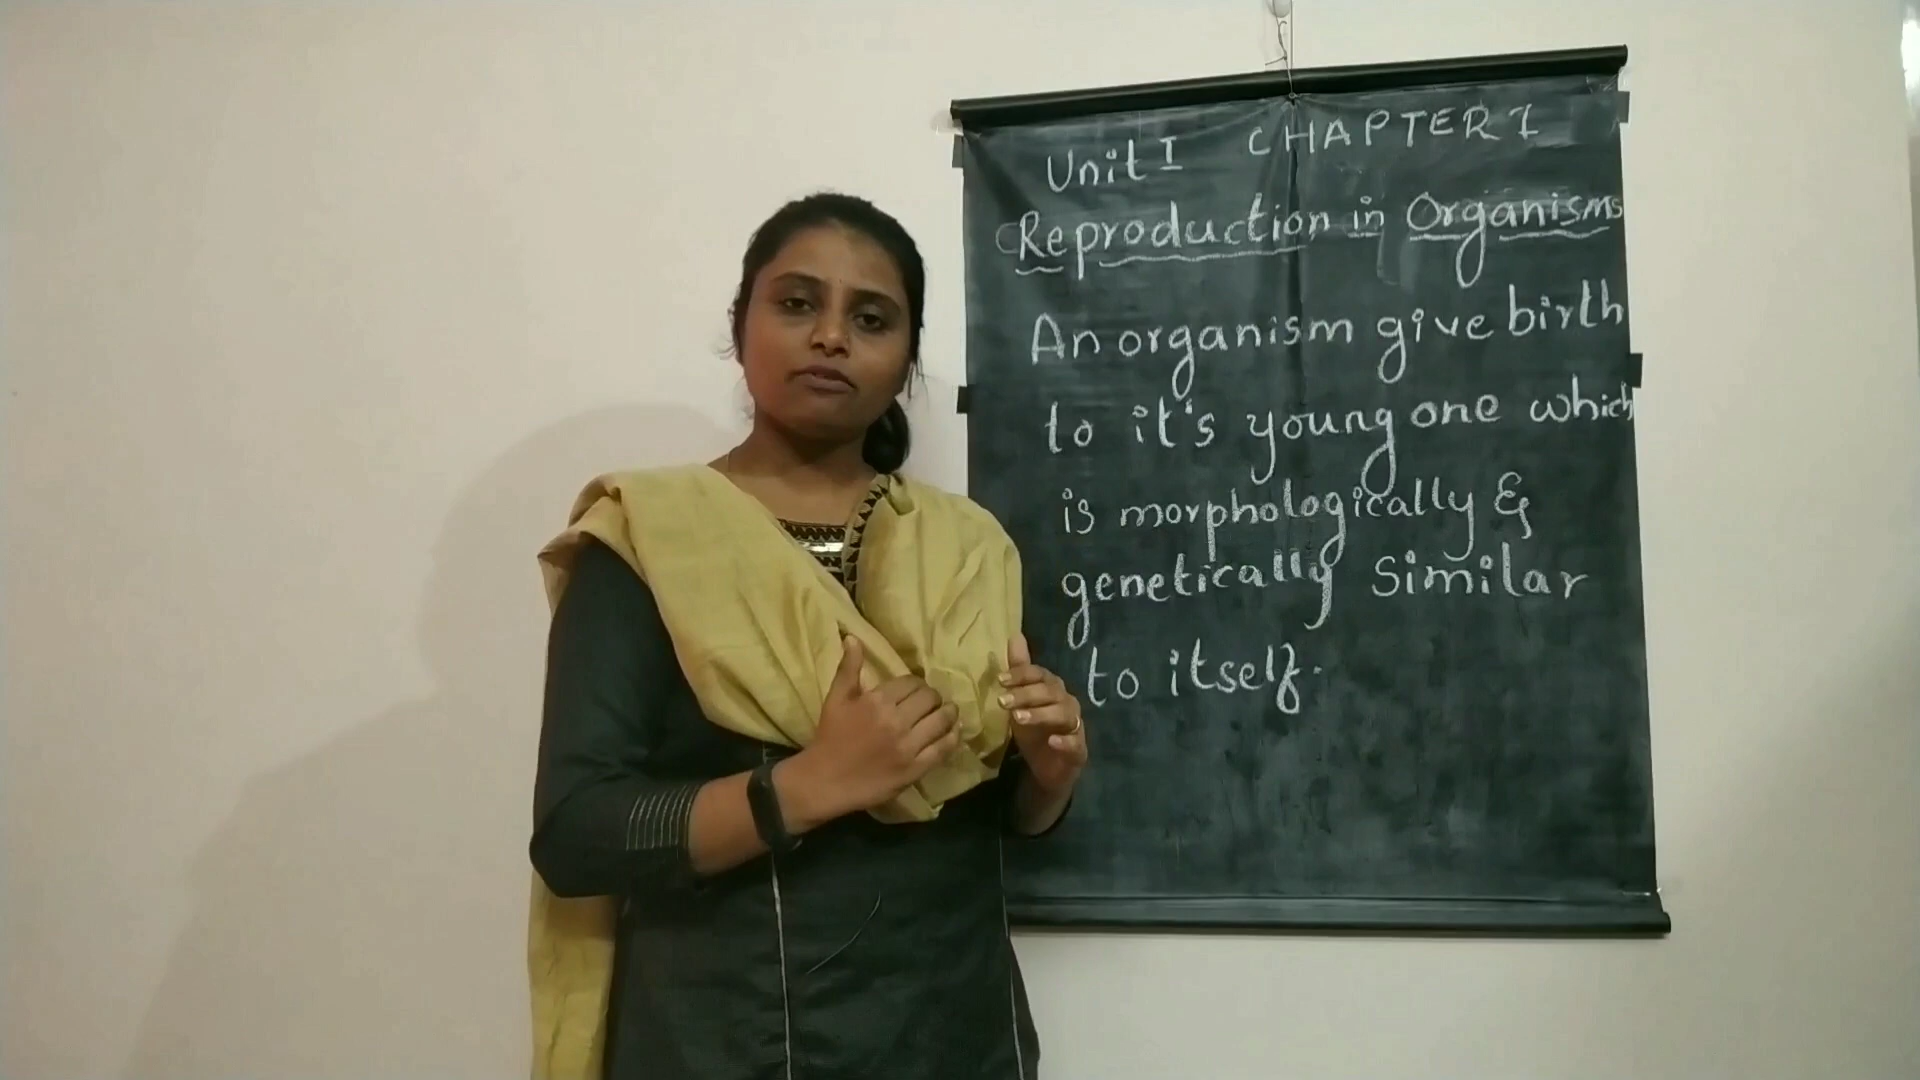 Unit I CHAPTER 1
Reproduction in Organisms
An organism give birth
to it's young one which
is morphologically &
genetically similar
to itself.